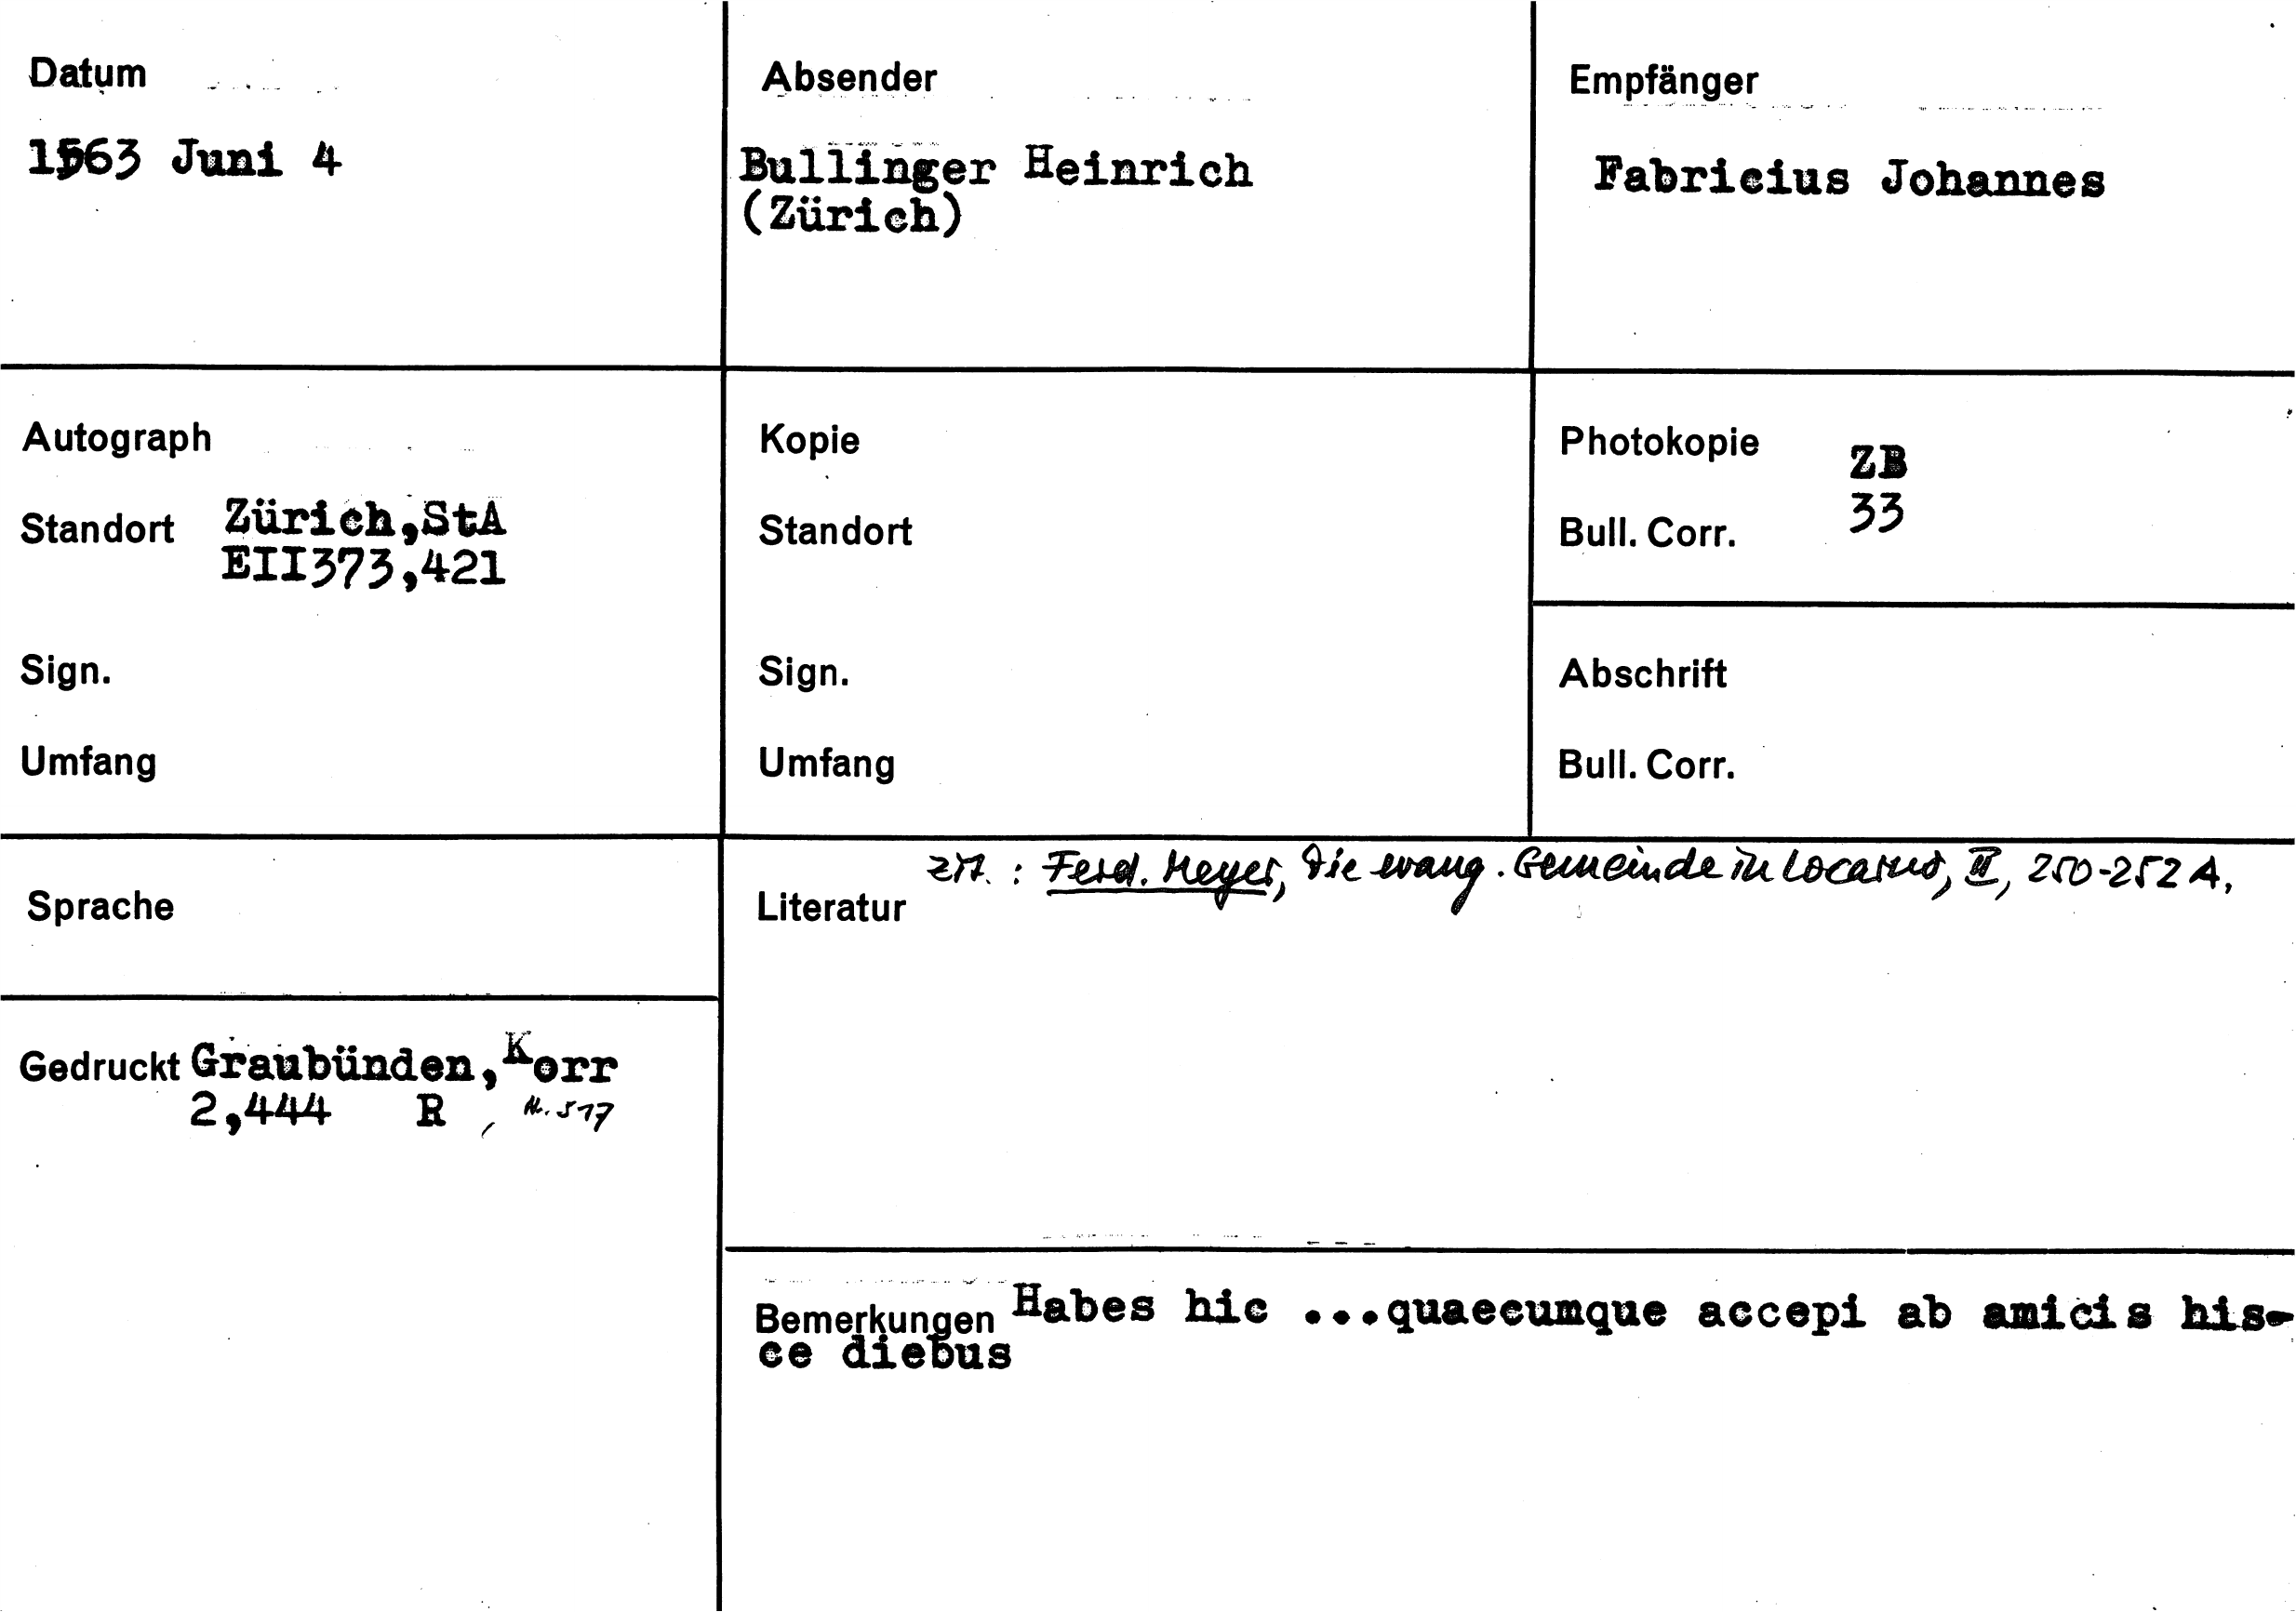 Datum
1563 Juni 4
Absender
Bullinger Heinrich
(Zürich)
Empfänger
Fabricius Johannes
Autograph
Standort Zürich,StA
EII373,421
Sign.
Umfang
Kopie
Standort
Sign.
Umfang
Photokopie ZB
Bull. Corr. 33
Abschrift
Bull. Corr.
Sprache
Gedruckt Graubünden,Korr
2,444 R, Nr. 517
zit. : Ferd. Meyer, Die evang. Gemeinde in Locarno, II, 250-252 A.
Literatur
Bemerkungen Habes hic ...quaecumque accepi ab amicis his-
ce diebus